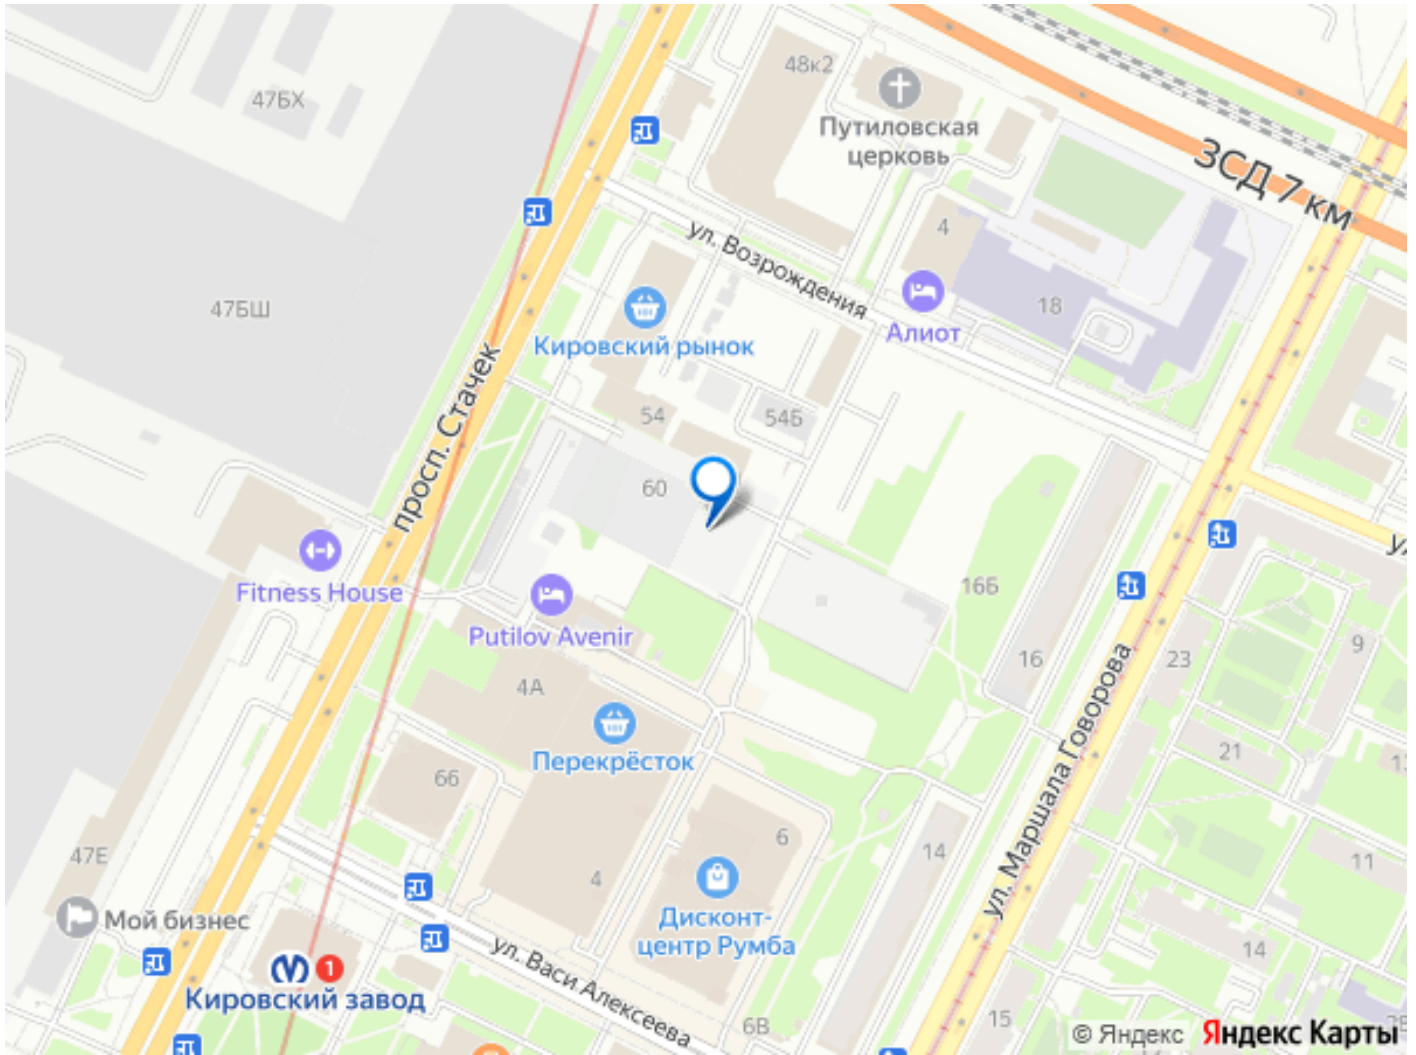 48к2
47БХ
Путиловская
церковь
ЗСД 7 км
4
ул. Возрождения
18
47БШ
Алиот
Кировский рынок
просп. Стачек
54
54Б
60
Fitness House
16Б
Putilov Avenir
16
9
23
4А
ул. Маршала Говорова
21
Перекрёсток
66
6
14
47Е
11
4
Мой бизнес
Дисконт-
центр Румба
14
ул. Васи Алексеева
1
Кировский завод
6В
15
© Яндекс
Яндекс Карты